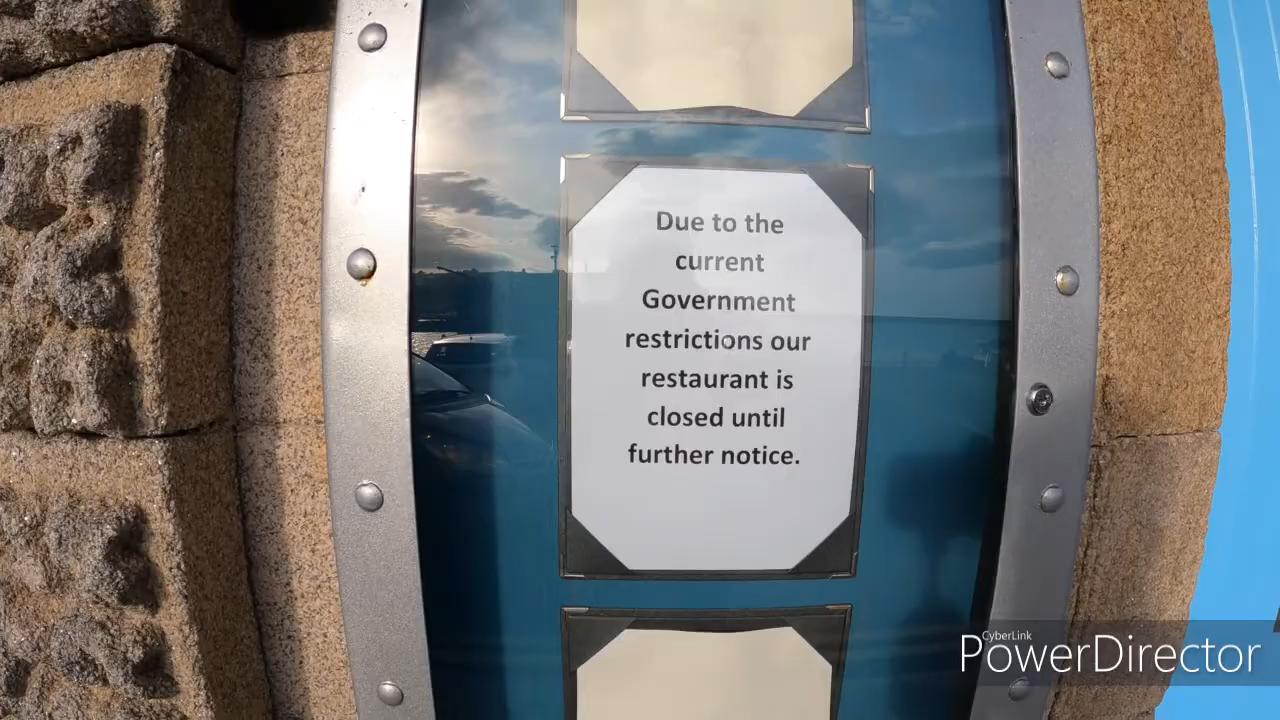 Due to the
current
Government
restrictions our
restaurant is
closed until
further notice.
CyberLink
PowerDirector